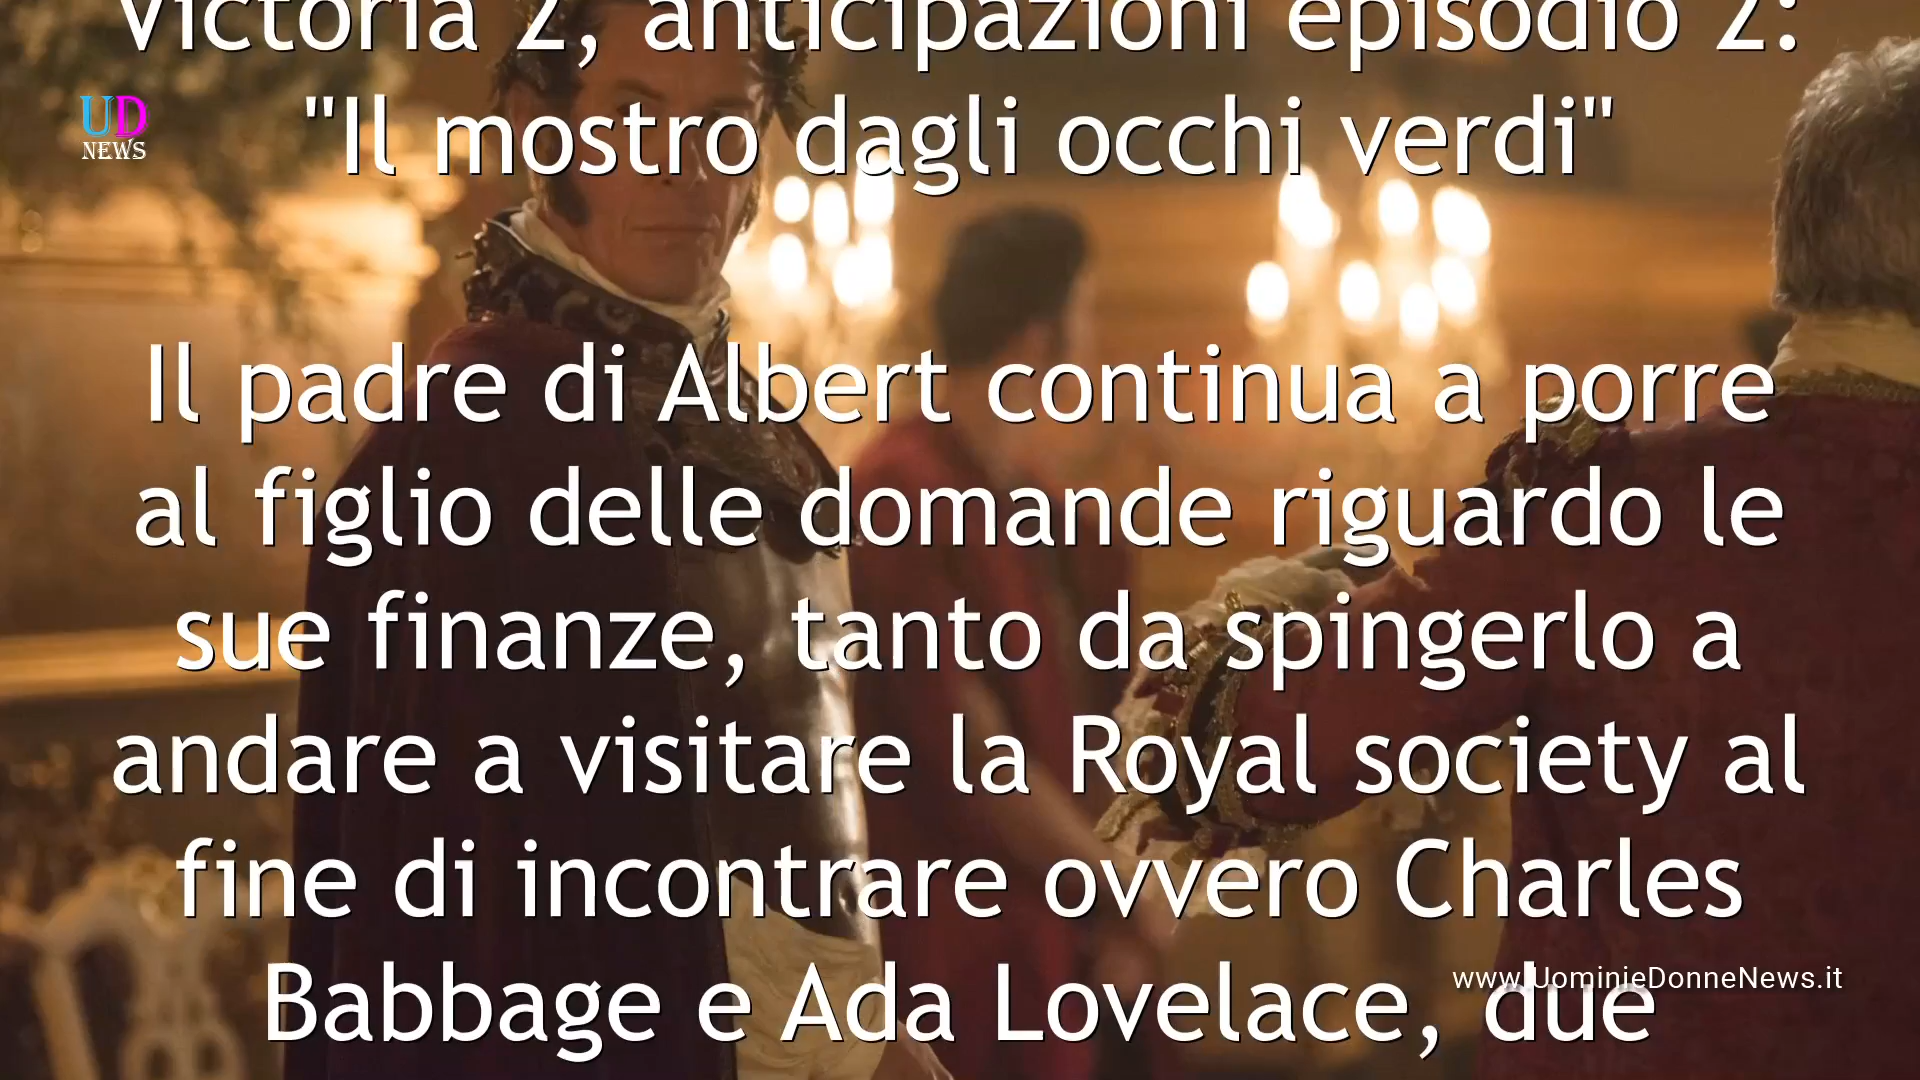 Victoria 2, anticipazioni episodio 2:
UD
NEWS
"Il mostro dagli occhi verdi"
Il padre di Albert continua a porre
al figlio delle domande riguardo le
sue finanze, tanto da spingerlo a
andare a visitare la Royal society al
fine di incontrare ovvero Charles
Babbage e Ada Lovelace, due
www.UominieDonneNews.it